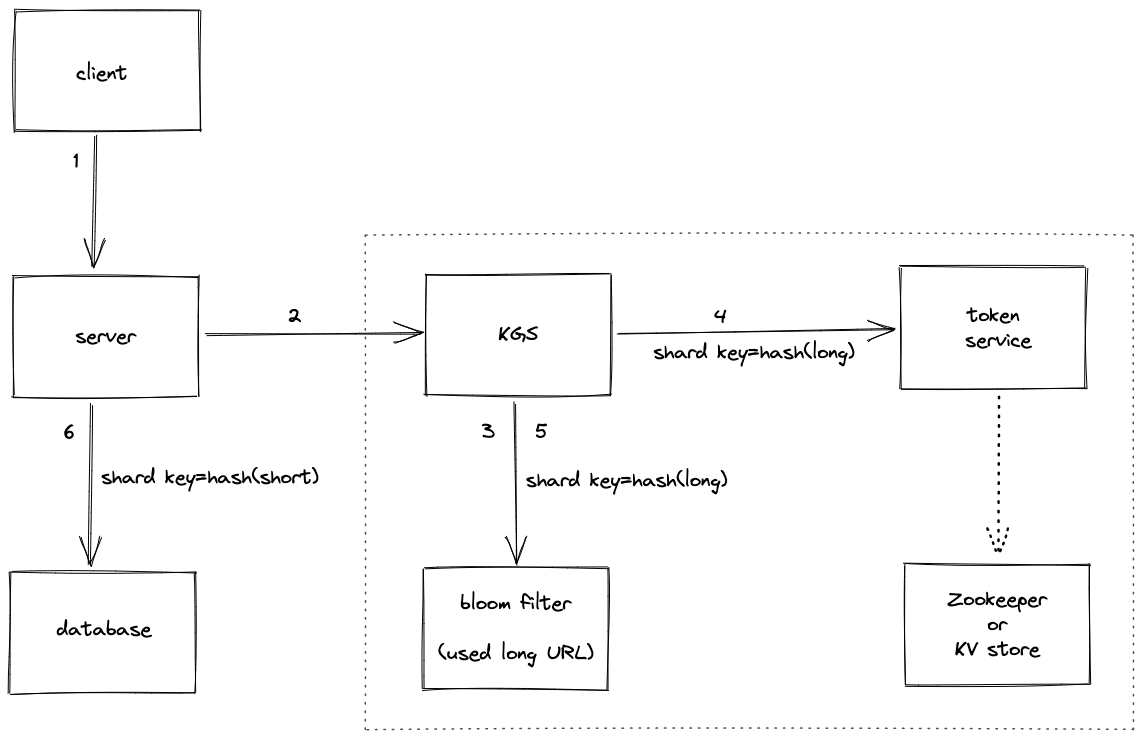 client
1
server
2
KGS
4
shard key=hash(long)
token
service
6
shard key=hash(short)
3
5
shard key=hash(long)
database
bloom filter
(used long URL)
Zookeeper
or
KV store